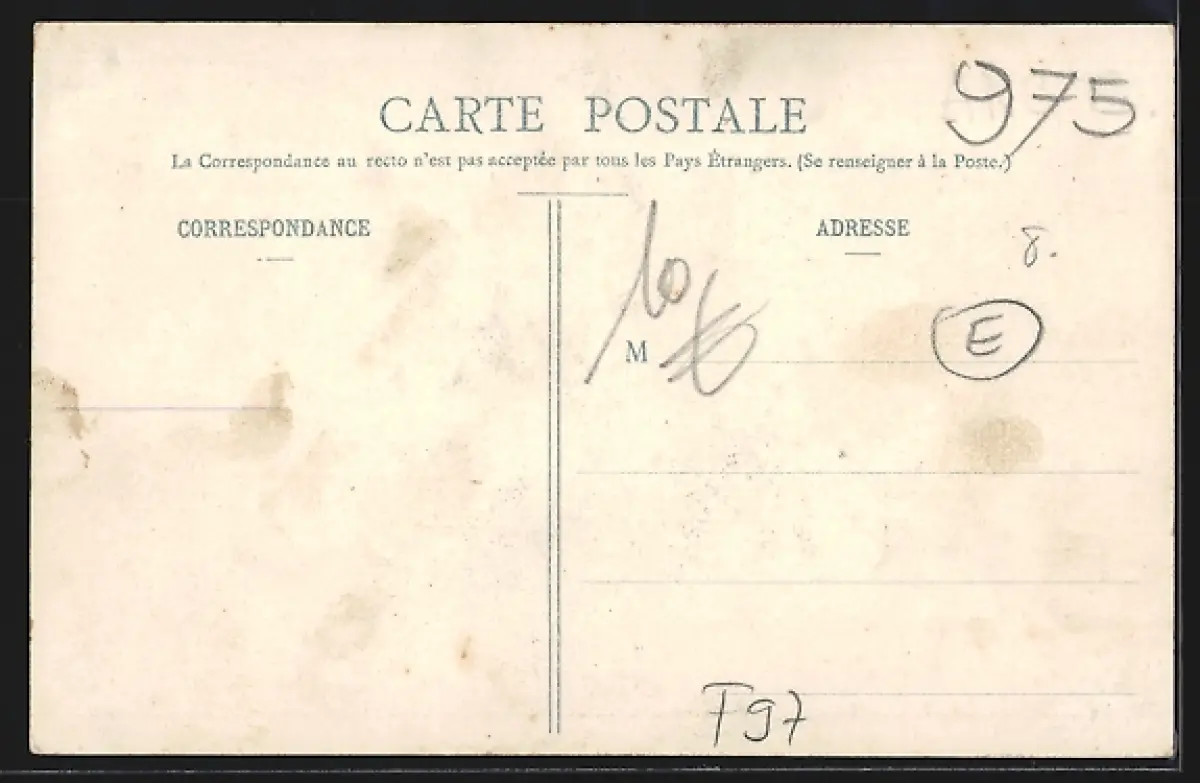 975
CARTE POSTALE
La Correspondance au recto n'est pas acceptée par tous les Pays Étrangers. (Se renseigner à la Poste.)
CORRESPONDANCE
ADRESSE
8.
10
M
E
F97